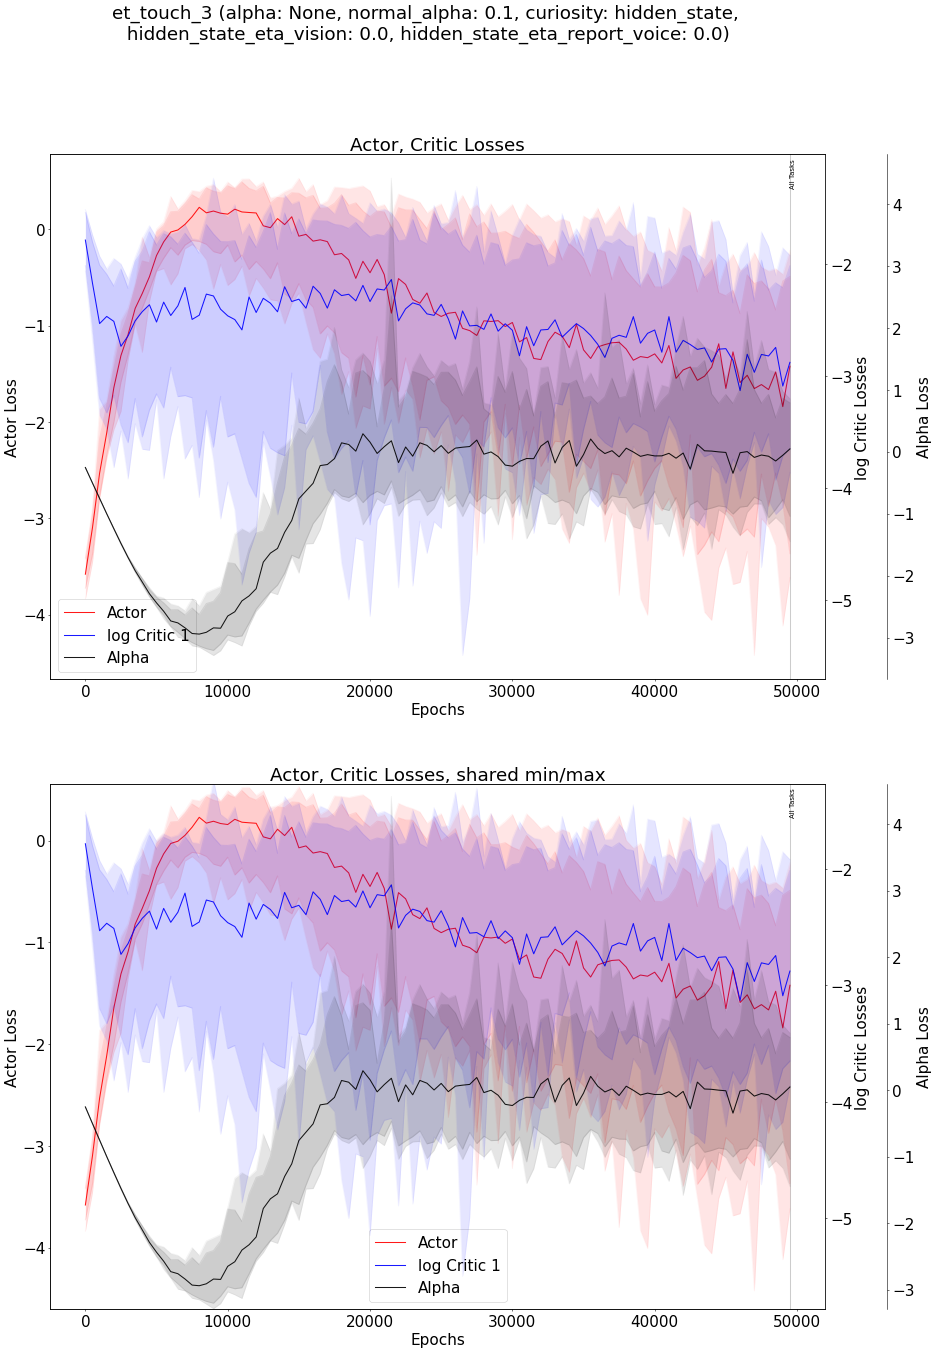 et_touch_3 (alpha: None, normal_alpha: 0.1, curiosity: hidden_state,
hidden_state_eta_vision: 0.0, hidden_state_eta_report_voice: 0.0)
Actor, Critic Losses
All Tasks
0
−1
−2
−3
−4
Actor Loss
−2
−3
−4
−5
log Critic Losses
4
3
2
1
0
−1
−2
−3
Alpha Loss
Actor
log Critic 1
Alpha
0 10000 20000 30000 40000 50000
Epochs
Actor, Critic Losses, shared min/max
All Tasks
0
−1
−2
−3
−4
Actor Loss
−2
−3
−4
−5
log Critic Losses
4
3
2
1
0
−1
−2
−3
Alpha Loss
Actor
log Critic 1
Alpha
0 10000 20000 30000 40000 50000
Epochs